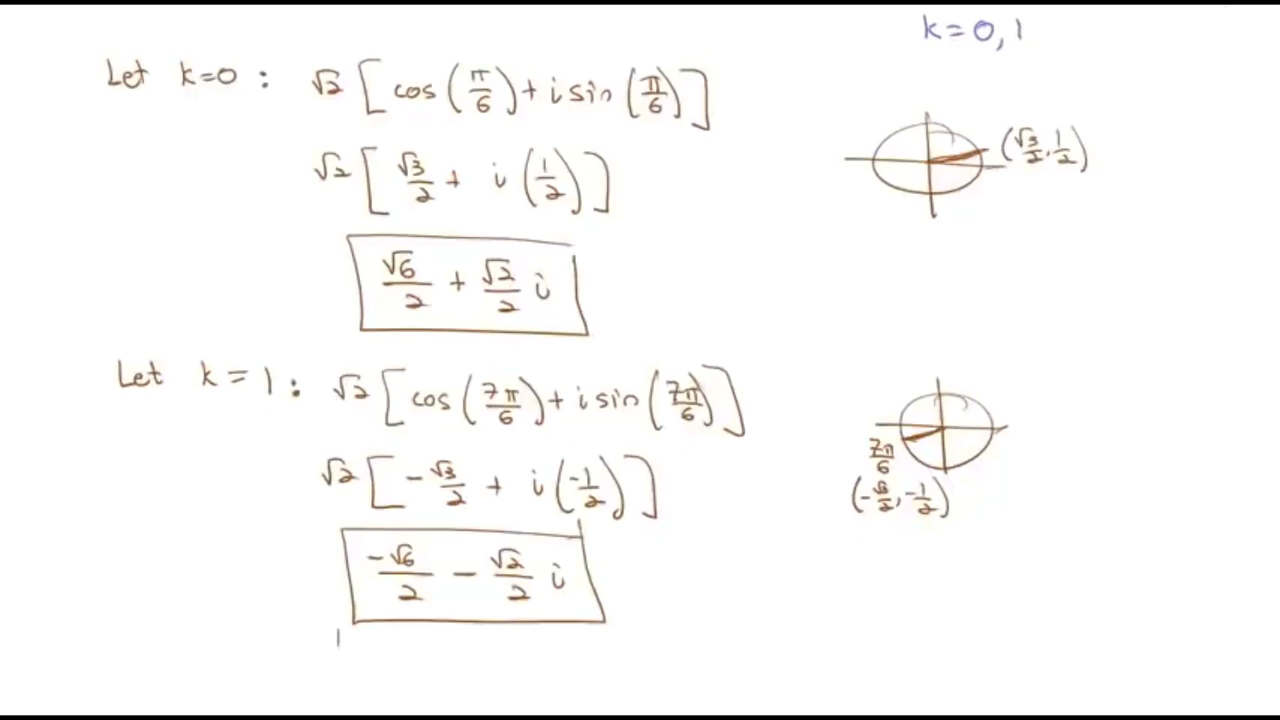 k=0,1
Let k=0 : √2 [cos(π/6)+ i sin(π/6)]
(√3/2, 1/2)
√2 [√3/2 + i (1/2)]
√6/2 + √2/2 i
Let k=1 : √2 [cos(7π/6)+ i sin(7π/6)]
7π/6
√2 [-√3/2 + i (-1/2)]
(-√3/2, -1/2)
-√6/2 - √2/2 i